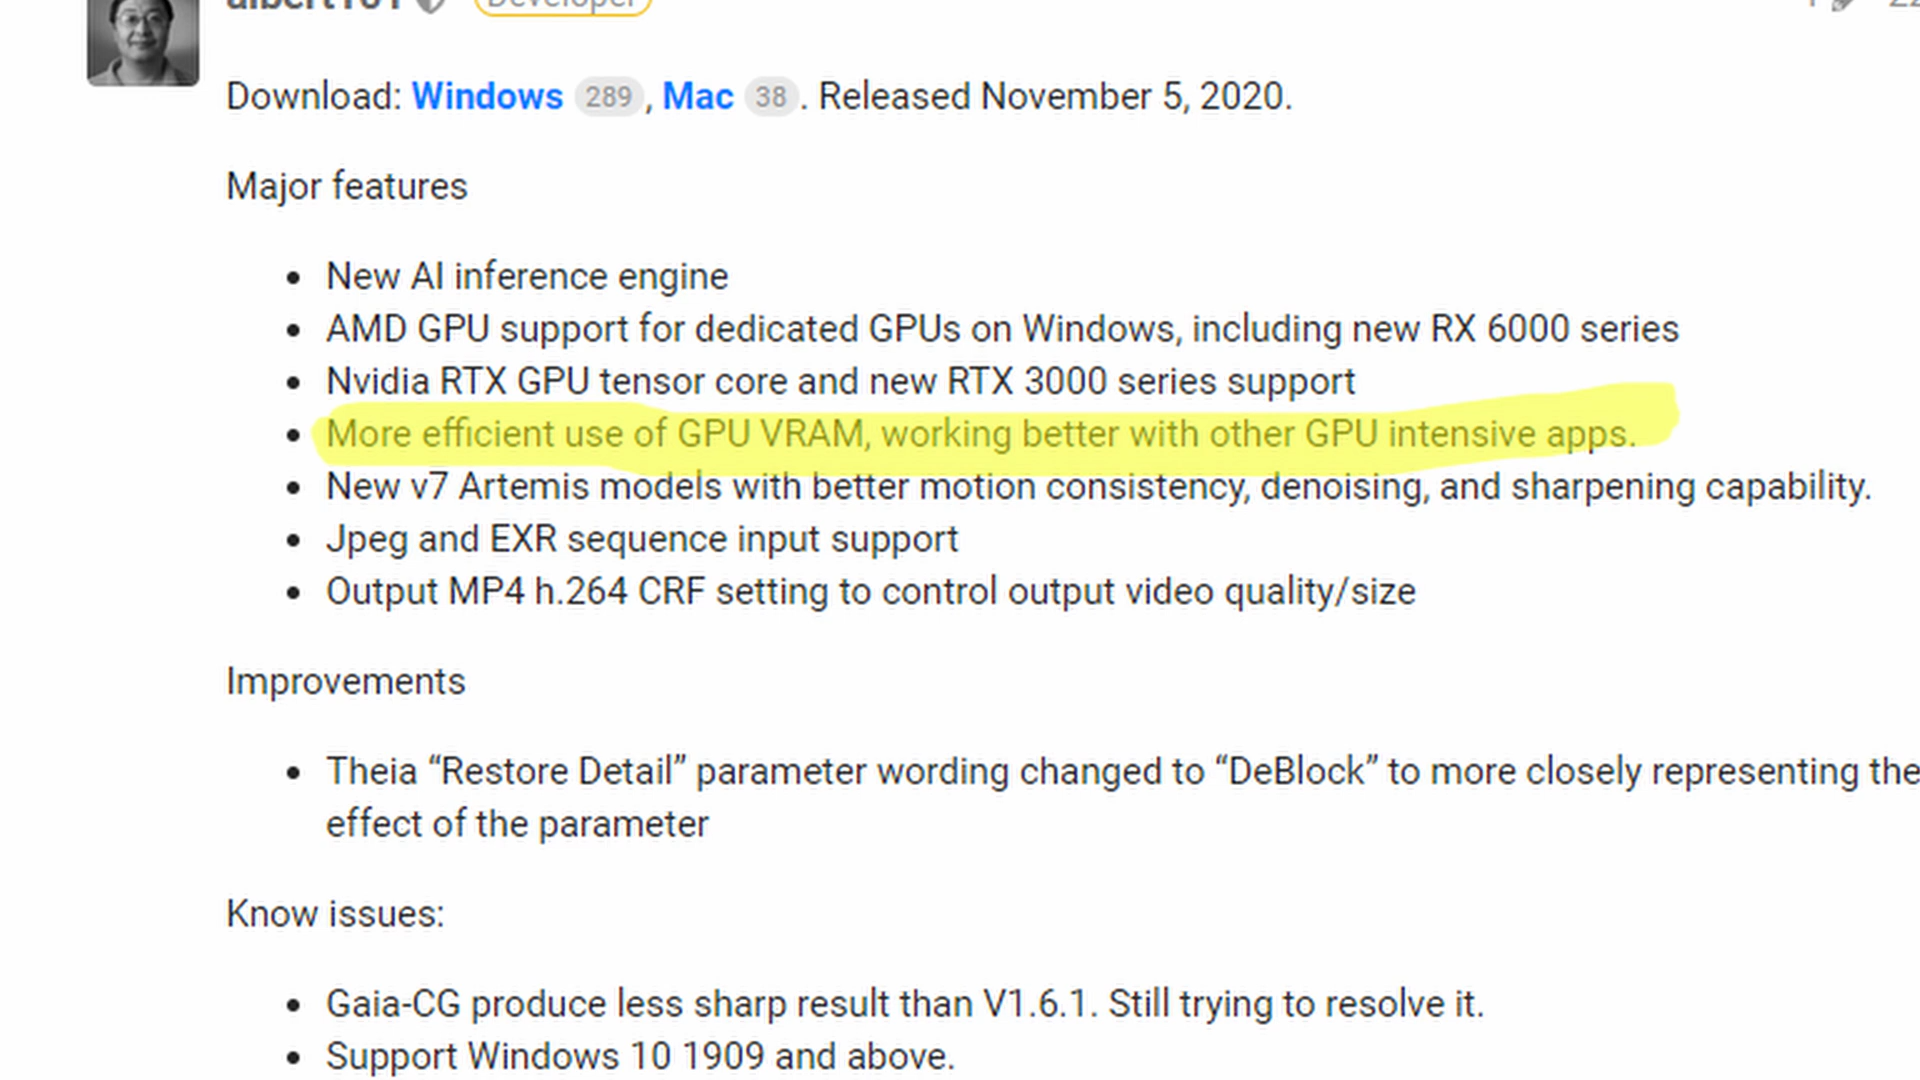 Developer
Download: Windows 289, Mac 38. Released November 5, 2020.
Major features
• New AI inference engine
• AMD GPU support for dedicated GPUs on Windows, including new RX 6000 series
• Nvidia RTX GPU tensor core and new RTX 3000 series support
• More efficient use of GPU VRAM, working better with other GPU intensive apps.
• New v7 Artemis models with better motion consistency, denoising, and sharpening capability.
• Jpeg and EXR sequence input support
• Output MP4 h.264 CRF setting to control output video quality/size
Improvements
• Theia “Restore Detail” parameter wording changed to “DeBlock” to more closely representing the
effect of the parameter
Know issues:
• Gaia-CG produce less sharp result than V1.6.1. Still trying to resolve it.
• Support Windows 10 1909 and above.